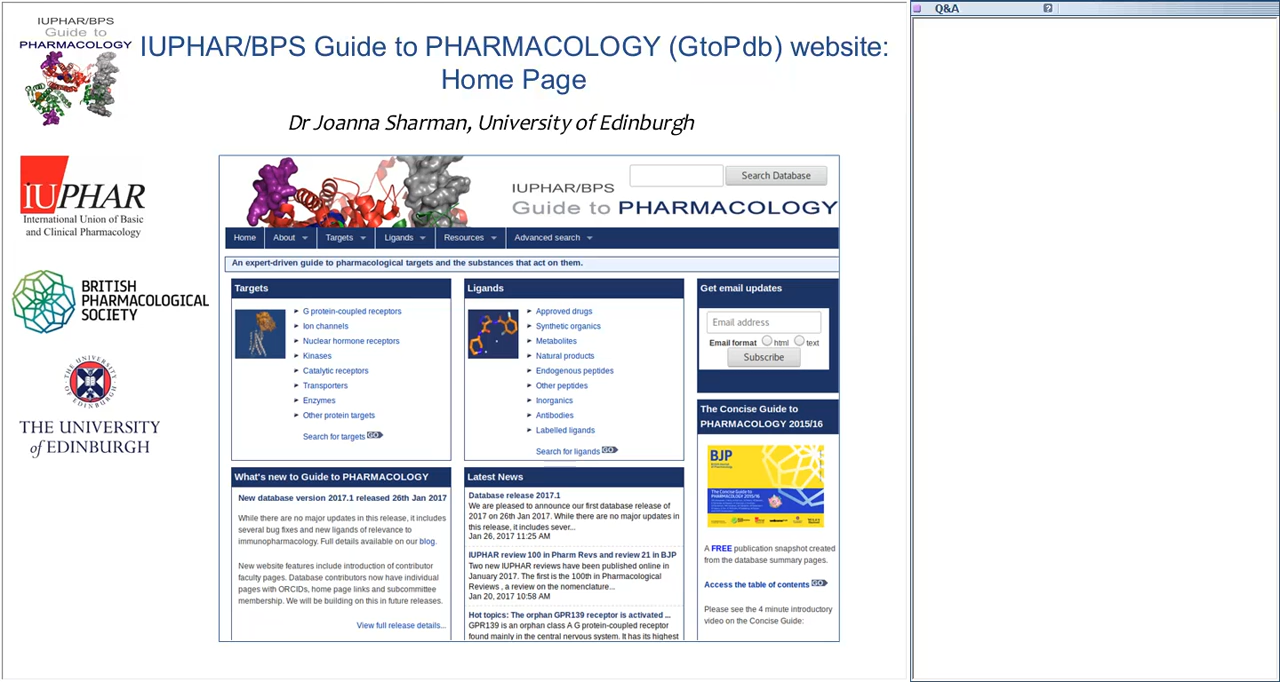 Q&A
?
IUPHAR/BPS
Guide to
PHARMACOLOGY
IUPHAR/BPS Guide to PHARMACOLOGY (GtoPdb) website:
Home Page
Dr Joanna Sharman, University of Edinburgh
IUPHAR
International Union of Basic
and Clinical Pharmacology
BRITISH
PHARMACOLOGICAL
SOCIETY
THE UNIVERSITY
of EDINBURGH
Search Database
IUPHAR/BPS
Guide to PHARMACOLOGY
Home About Targets Ligands Resources Advanced search
An expert-driven guide to pharmacological targets and the substances that act on them.
Targets
G protein-coupled receptors
Ion channels
Nuclear hormone receptors
Kinases
Catalytic receptors
Transporters
Enzymes
Other protein targets
Search for targets GO
Ligands
Approved drugs
Synthetic organics
Metabolites
Natural products
Endogenous peptides
Other peptides
Inorganics
Antibodies
Labelled ligands
Search for ligands GO
Get email updates
Email address
Email format html text
Subscribe
What's new to Guide to PHARMACOLOGY
New database version 2017.1 released 26th Jan 2017
While there are no major updates in this release, it includes
several bug fixes and new ligands of relevance to
immunopharmacology. Full details available on our blog.
New website features include introduction of contributor
faculty pages. Database contributors now have individual
pages with ORCIDs, home page links and subcommittee
membership. We will be building on this in future releases.
View full release details...
Latest News
Database release 2017.1
We are pleased to announce our first database release of
2017 on 26th Jan 2017. While there are no major updates in
this release, it includes sever...
Jan 26, 2017 11:25 AM
IUPHAR review 100 in Pharm Revs and review 21 in BJP
Two new IUPHAR reviews have been published online in
January 2017. The first is the 100th in Pharmacological
Reviews , a review on the nomenclature...
Jan 20, 2017 10:58 AM
Hot topics: The orphan GPR139 receptor is activated ...
GPR139 is an orphan class A G protein-coupled receptor
found mainly in the central nervous system. It has its highest
The Concise Guide to
PHARMACOLOGY 2015/16
BJP
The Concise Guide to
PHARMACOLOGY 2015/16
A FREE publication snapshot created
from the database summary pages.
Access the table of contents GO
Please see the 4 minute introductory
video on the Concise Guide: